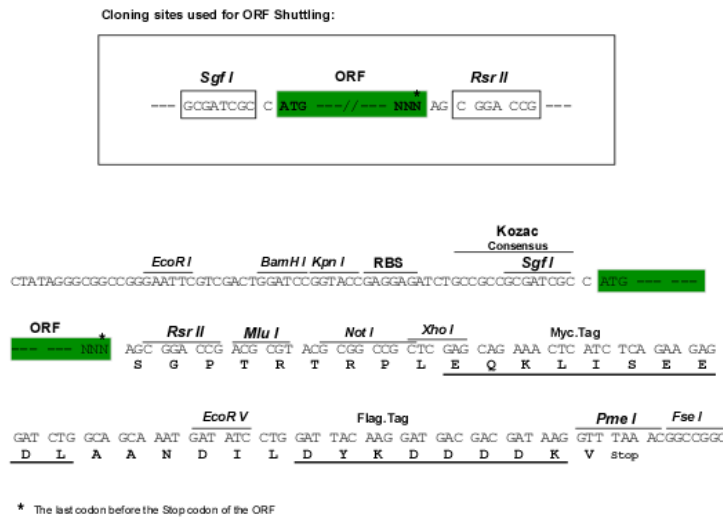 Cloning sites used for ORF Shuttling:
Sgf I ORF Rsr II
*
--- GCGATCGC C ATG ---//--- NNN AG C GGA CCG ---
Kozac
Consensus
EcoR I BamH I Kpn I RBS Sgf I
CTATAGGGCGGCCGGGAATTCGTCGACTGGATCCGGTACCGAGGAGATCTGCCGCCGCGATCGC C ATG --- ---
ORF
* Rsr II Mlu I Not I Xho I Myc.Tag
--- --- NNN AGC GGA CCG ACG CGT ACG CGG CCG CTC GAG CAG AAA CTC ATC TCA GAA GAG
S G P T R T R P L E Q K L I S E E
EcoR V Flag.Tag Pme I Fse I
GAT CTG GCA GCA AAT GAT ATC CTG GAT TAC AAG GAT GAC GAC GAT AAG GTT TAA ACGGCCGGC
D L A A N D I L D Y K D D D D K V Stop
* The last codon before the Stop codon of the ORF